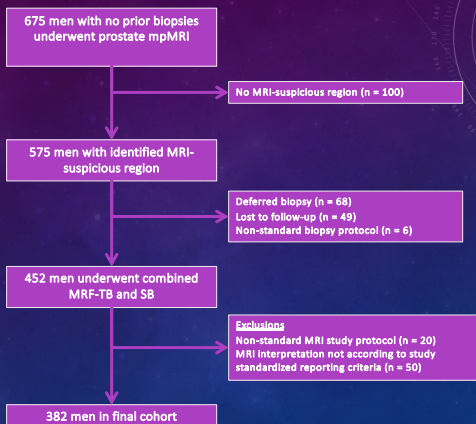 675 men with no prior biopsies
underwent prostate mpMRI
No MRI-suspicious region (n = 100)
575 men with identified MRI-
suspicious region
Deferred biopsy (n = 68)
Lost to follow-up (n = 49)
Non-standard biopsy protocol (n = 6)
452 men underwent combined
MRF-TB and SB
Exclusions
Non-standard MRI study protocol (n = 20)
MRI interpretation not according to study
standardized reporting criteria (n = 50)
382 men in final cohort